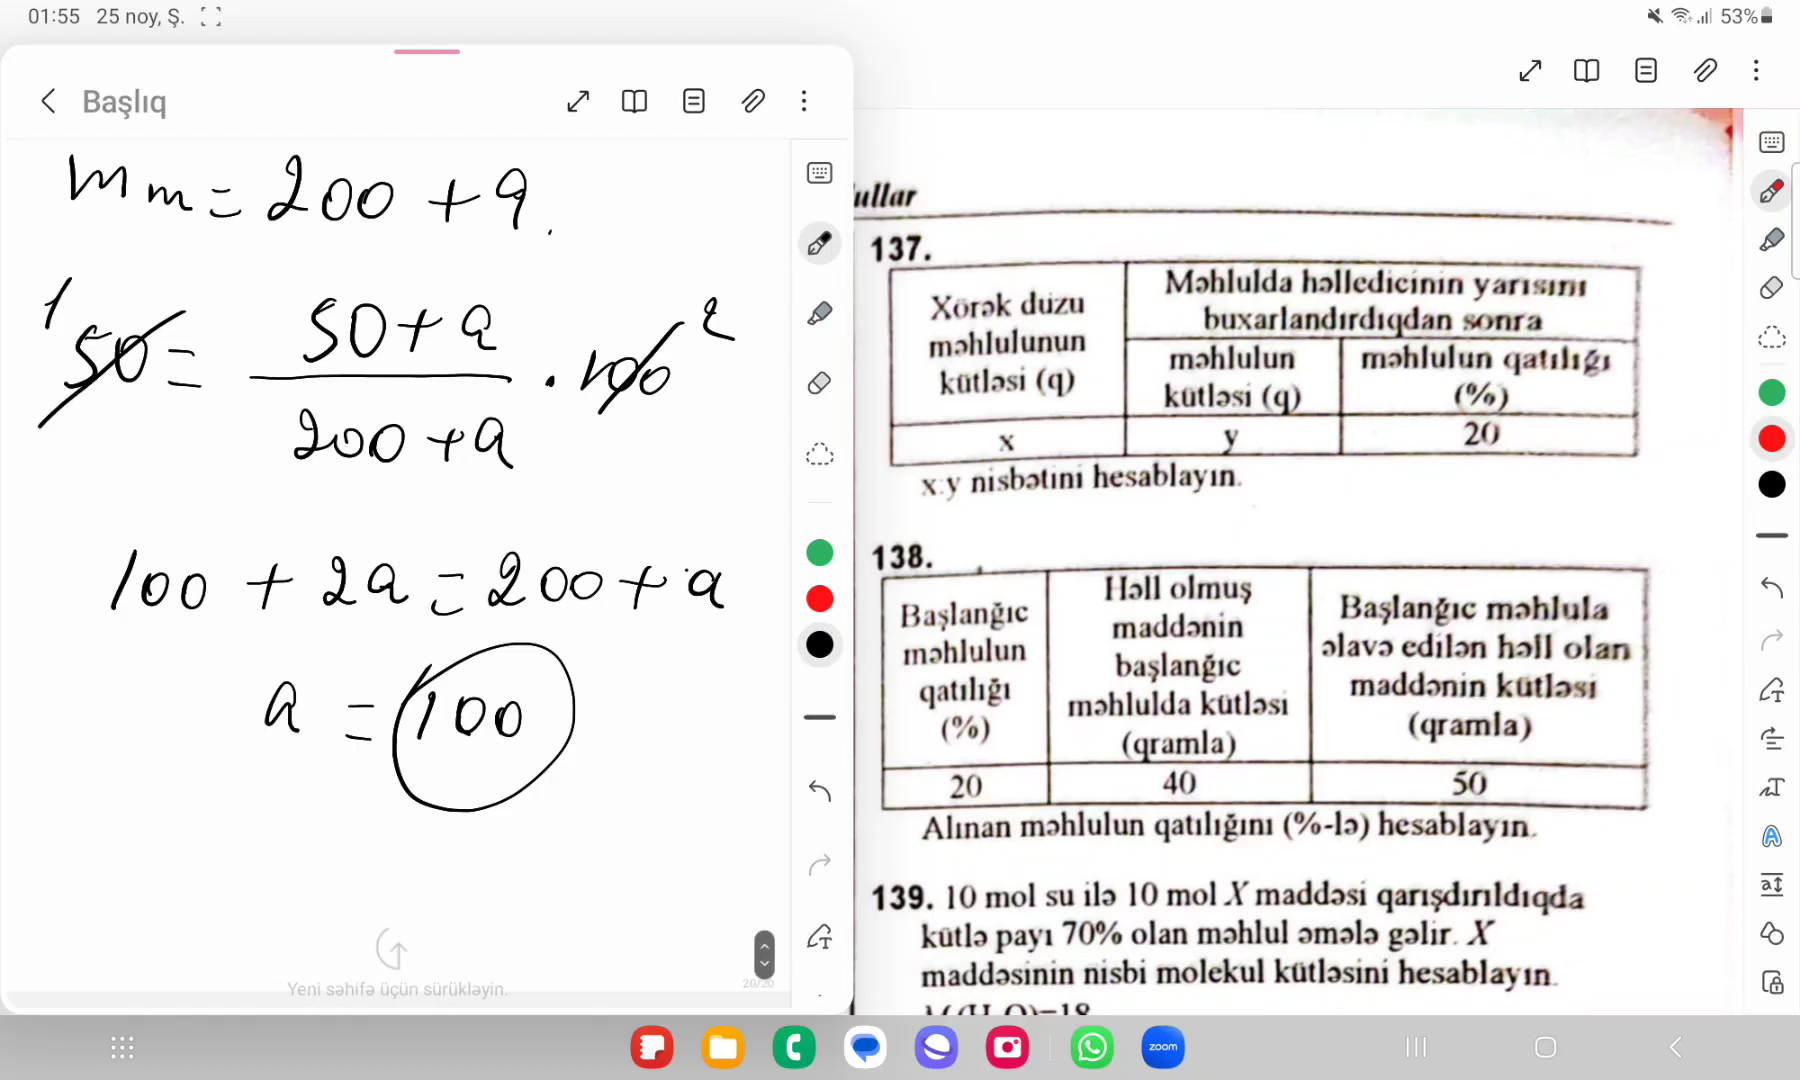 01:55 25 noy, Ş. 53%
Başlıq
m m = 200 + a.
1
50 = 50 + a / 200 + a · 100 2
100 + 2a = 200 + a
a = 100
Yeni səhifə üçün sürükləyin.
20/20
ullar
137.
Xörək duzu məhlulunun kütləsi (q)
Məhlulda həlledicinin yarısını buxarlandırdıqdan sonra
məhlulun kütləsi (q)
məhlulun qatılığı (%)
x y 20
x:y nisbətini hesablayın.
138.
Başlanğıc məhlulun qatılığı (%)
Həll olmuş maddənin başlanğıc məhlulda kütləsi (qramla)
Başlanğıc məhlula əlavə edilən həll olan maddənin kütləsi (qramla)
20 40 50
Alınan məhlulun qatılığını (%-lə) hesablayın.
139. 10 mol su ilə 10 mol X maddəsi qarışdırıldıqda
kütlə payı 70% olan məhlul əmələ gəlir. X
maddəsinin nisbi molekul kütləsini hesablayın.
zoom